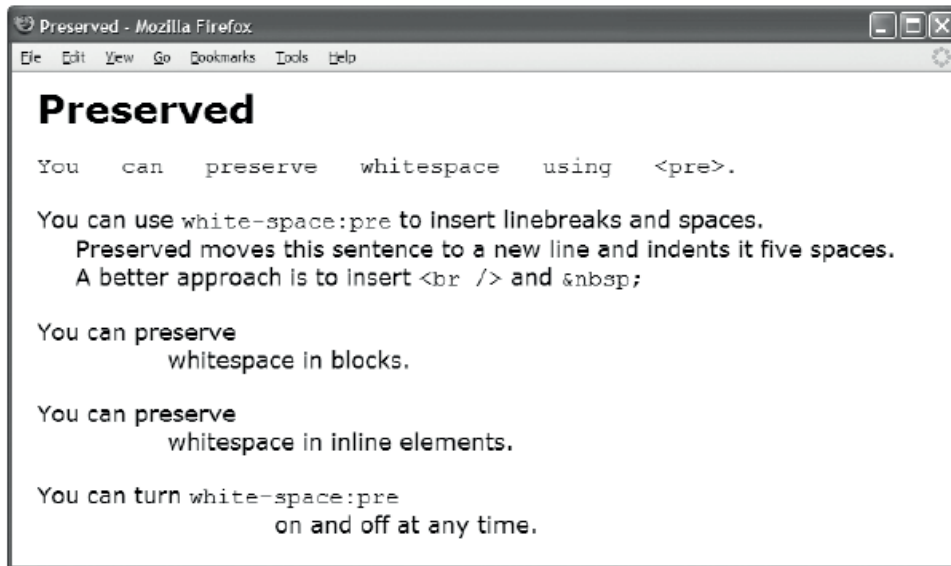 Preserved - Mozilla Firefox
File Edit View Go Bookmarks Tools Help
Preserved
You can preserve whitespace using <pre>.
You can use white-space:pre to insert linebreaks and spaces.
Preserved moves this sentence to a new line and indents it five spaces.
A better approach is to insert <br /> and &nbsp;
You can preserve
whitespace in blocks.
You can preserve
whitespace in inline elements.
You can turn white-space:pre
on and off at any time.